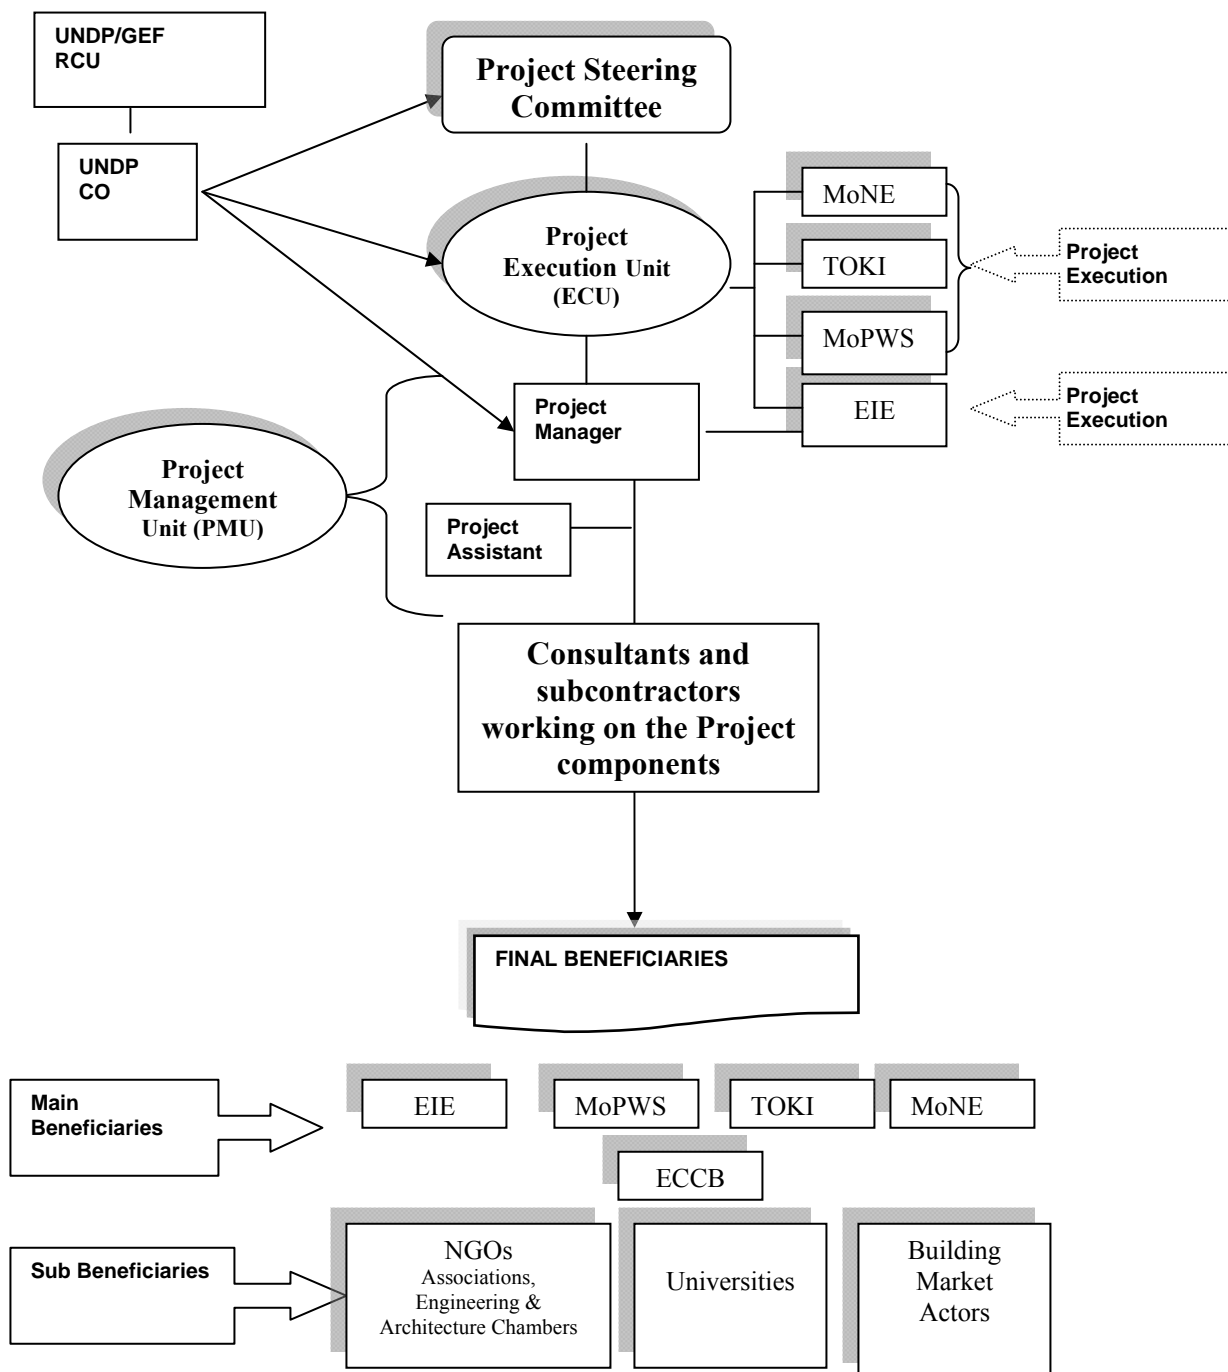 UNDP/GEF
RCU
Project Steering
Committee
UNDP
CO
MoNE
Project
Execution Unit
(ECU)
TOKI
Project
Execution
MoPWS
EIE
Project
Execution
Project
Manager
Project
Management
Unit (PMU)
Project
Assistant
Consultants and
subcontractors
working on the Project
components
FINAL BENEFICIARIES
Main
Beneficiaries
EIE
MoPWS
TOKI
MoNE
ECCB
Sub Beneficiaries
NGOs
Associations,
Engineering &
Architecture Chambers
Universities
Building
Market
Actors